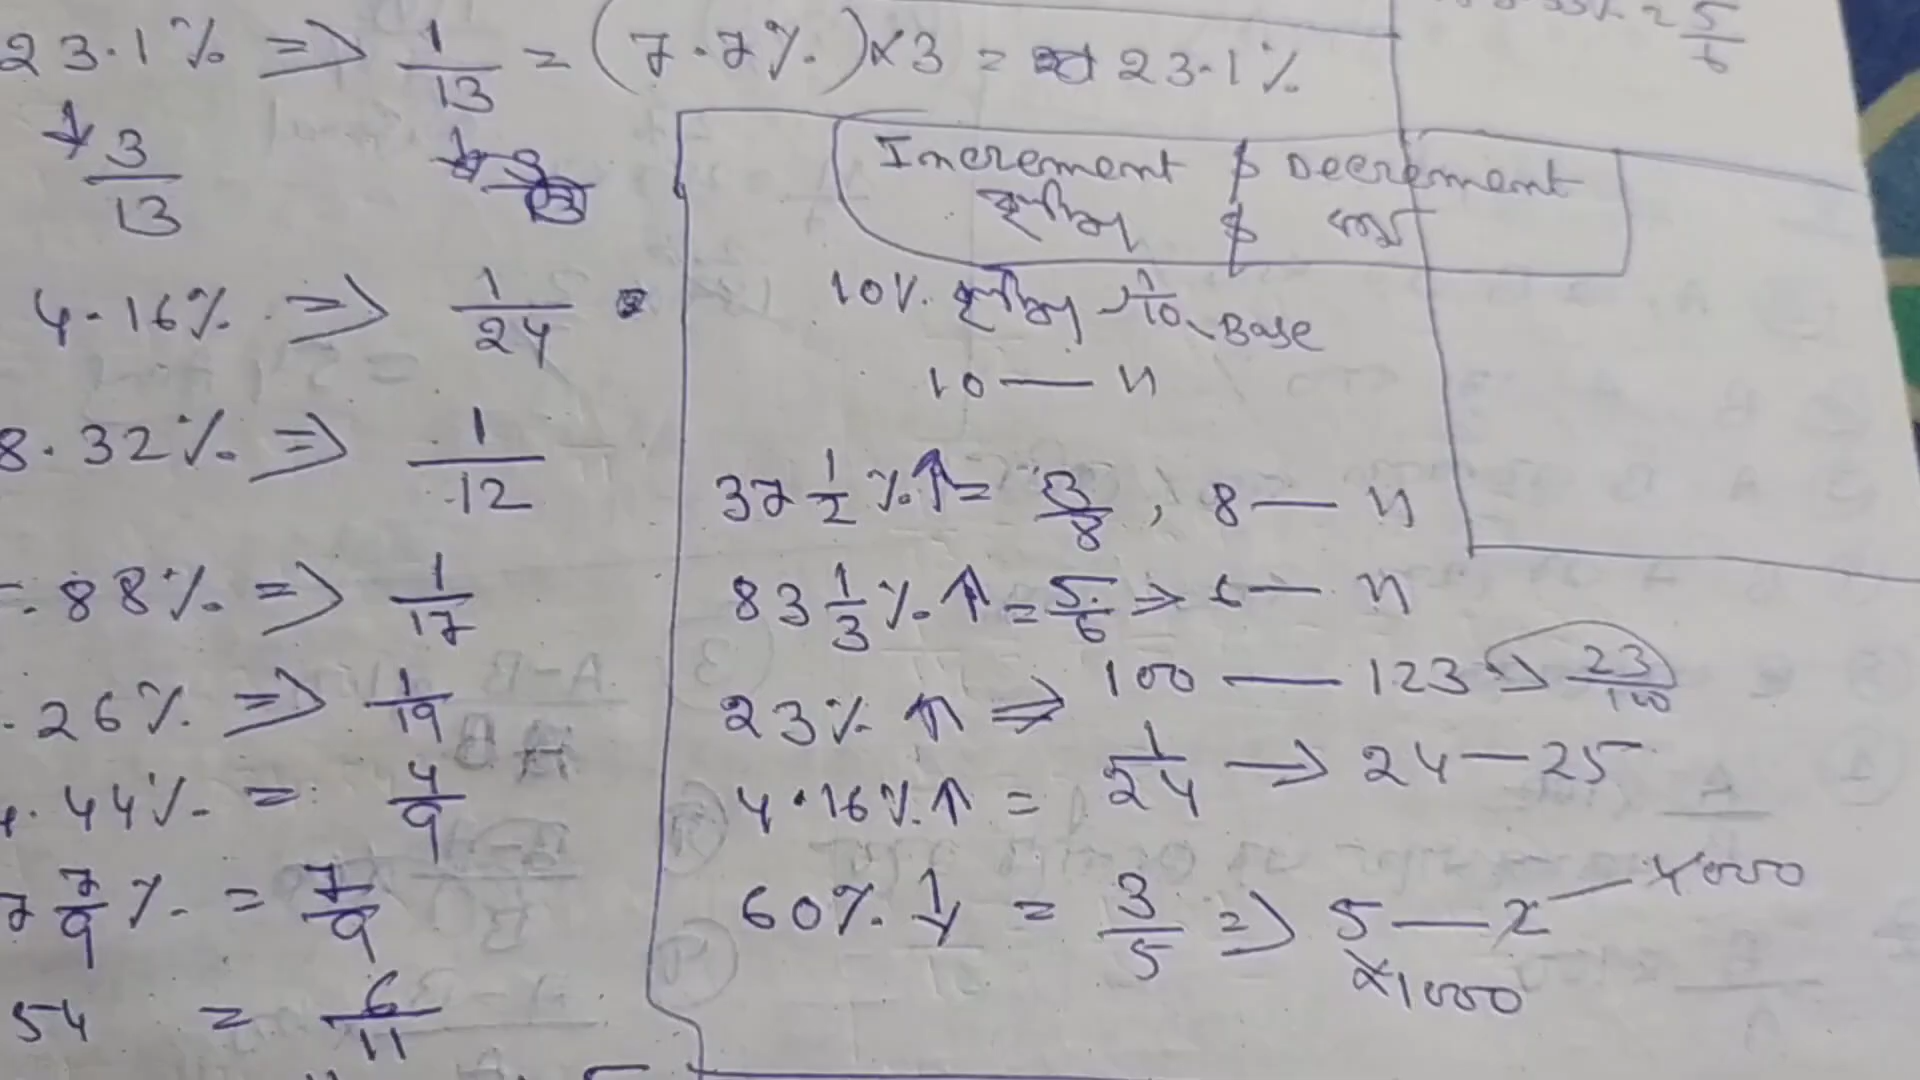 23.1% => 1/13 = (7.7%)×3 = 23.1%
3/13
4.16% => 1/24
8.32% => 1/12
.88% => 1/17
.26% => 1/19
.44% = 4/9
7 7/9 % = 7/9
54 = 6/11
5/6
Increment $ Decrement
10%. 1/10 Base
10 — 11
37 1/2 %↑ = 3/8, 8 — 11
83 1/3 %↑ = 5/6 => 6 — 11
23% ↑ => 100 — 123 → 23/100
4.16%↑ = 1/24 → 24 — 25
60%↓ = 3/5 => 5 — 2
×1000